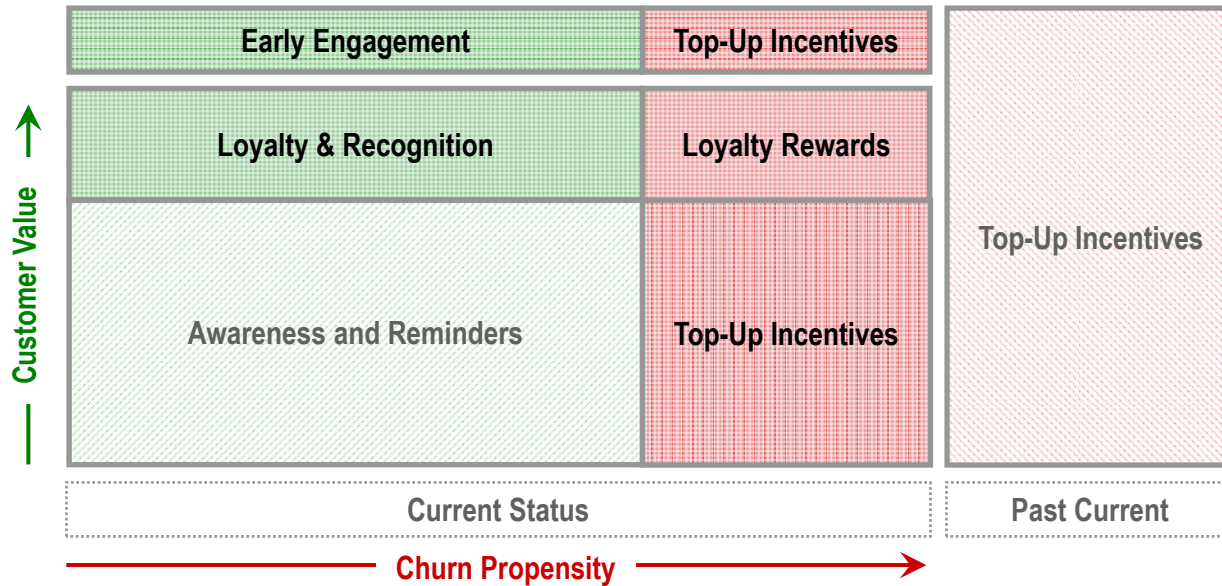 Early Engagement
Top-Up Incentives
Loyalty & Recognition
Loyalty Rewards
Top-Up Incentives
Customer Value
Awareness and Reminders
Top-Up Incentives
Current Status
Past Current
Churn Propensity